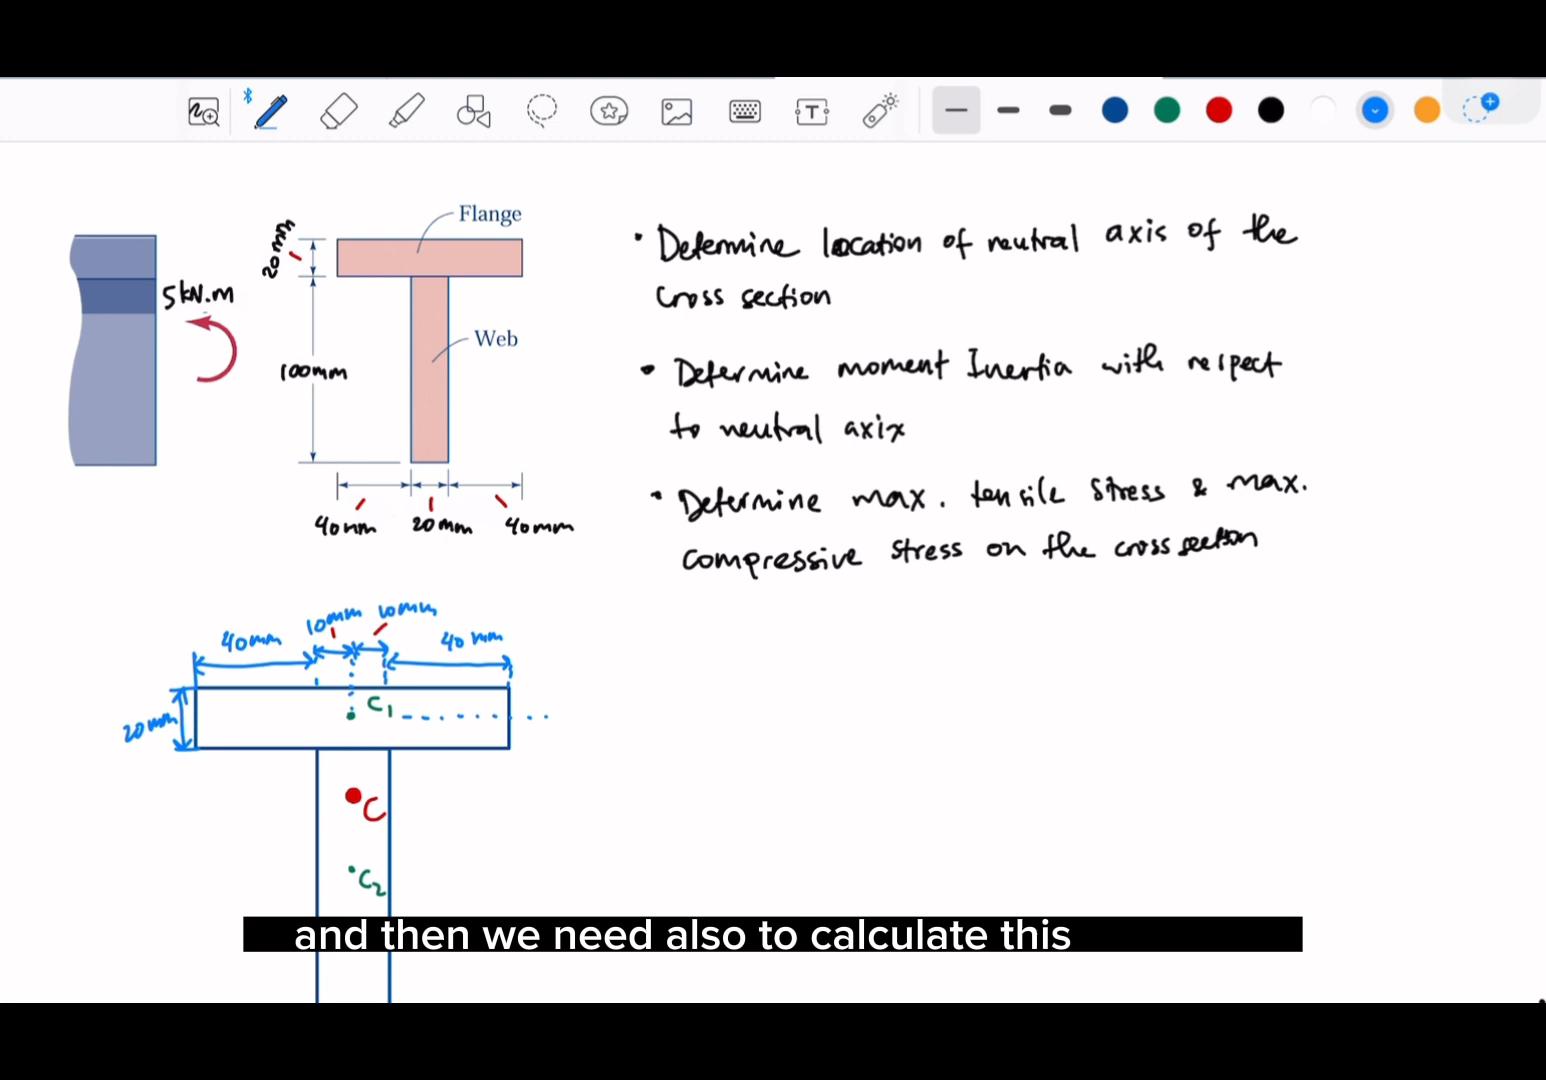 Flange
20mm
5kN.m
Web
100mm
40mm 20mm 40mm
• Determine location of neutral axis of the
cross section
• Determine moment Inertia with respect
to neutral axix
• Determine max. tensile stress & max.
compressive stress on the cross section
40mm 10mm 10mm 40mm
20mm
C1
C
C2
and then we need also to calculate this